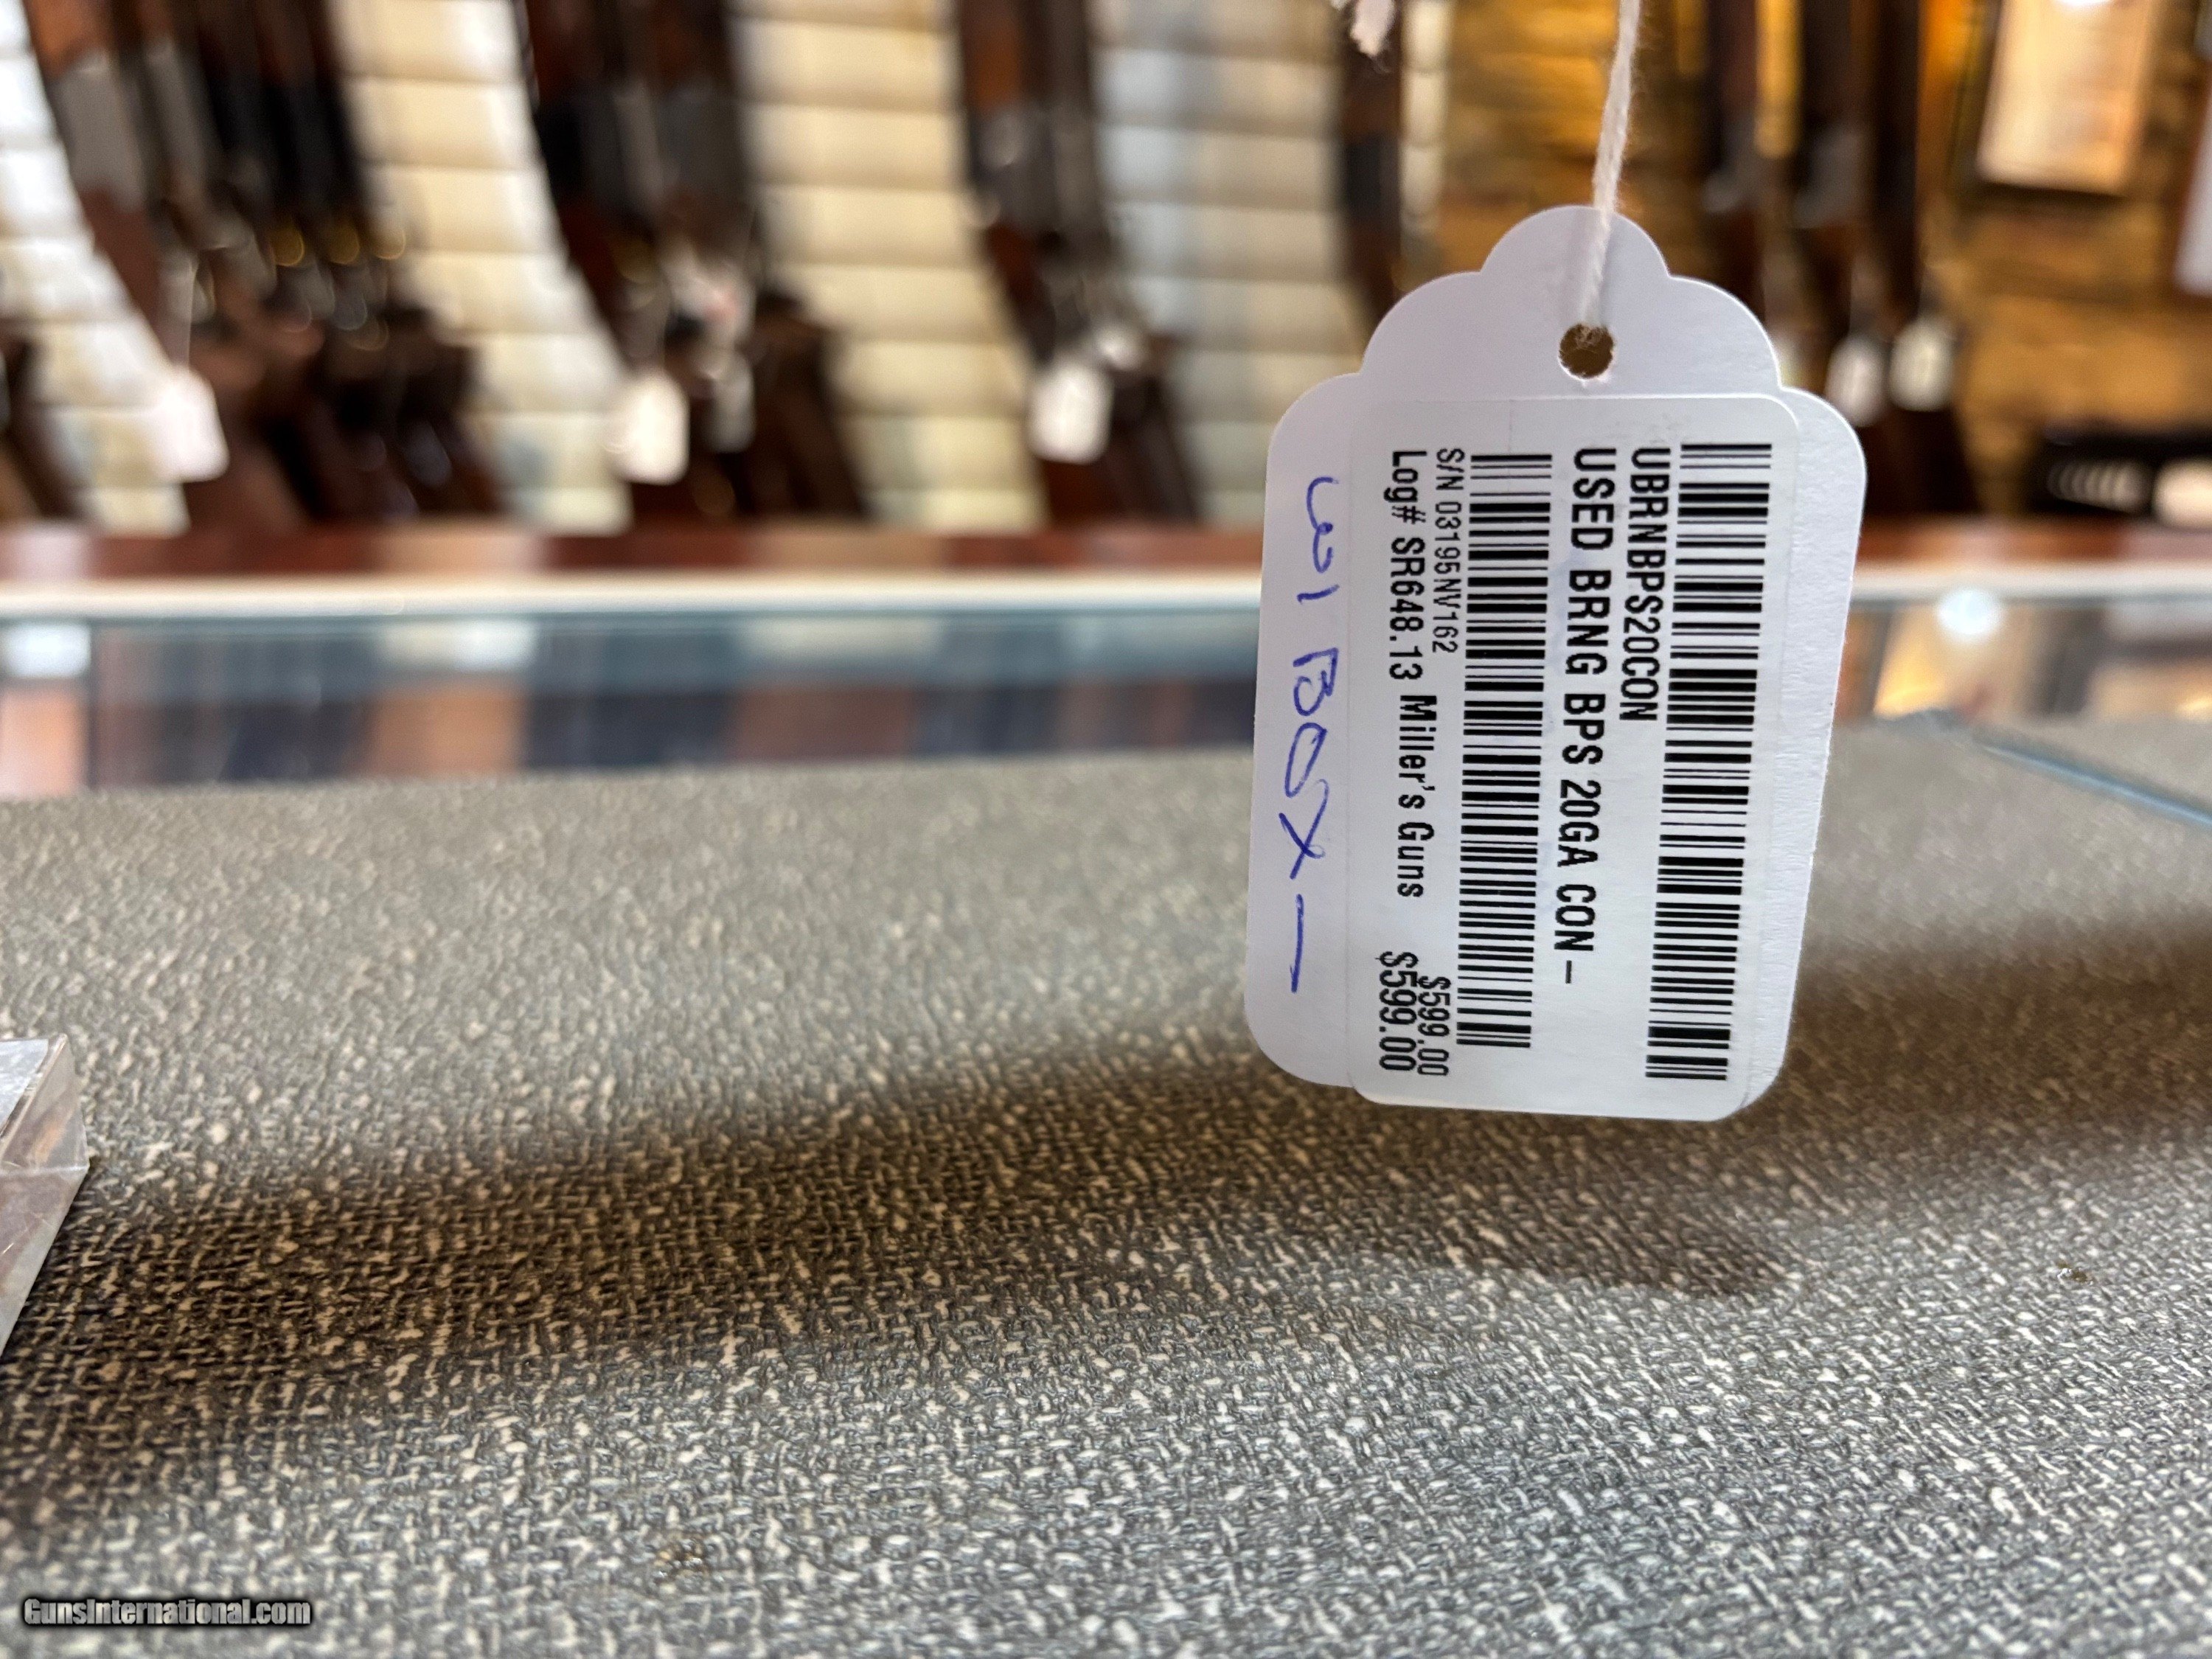 UBRNBPS20CON
USED BRNG BPS 20GA CON-
S/N 03195NV162 $599.00
Log# SR648.13 Miller's Guns $599.00
W/ BOX -
GunsInternational.com